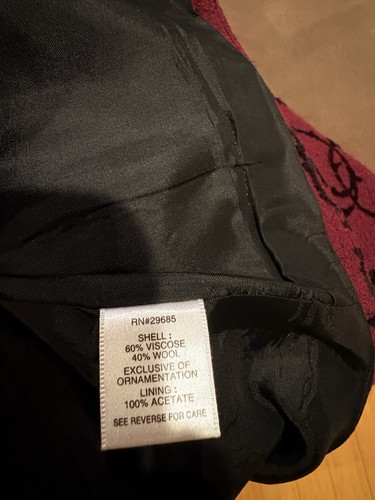 RN#29685
SHELL :
60% VISCOSE
40% WOOL
EXCLUSIVE OF
ORNAMENTATION
LINING :
100% ACETATE
SEE REVERSE FOR CARE